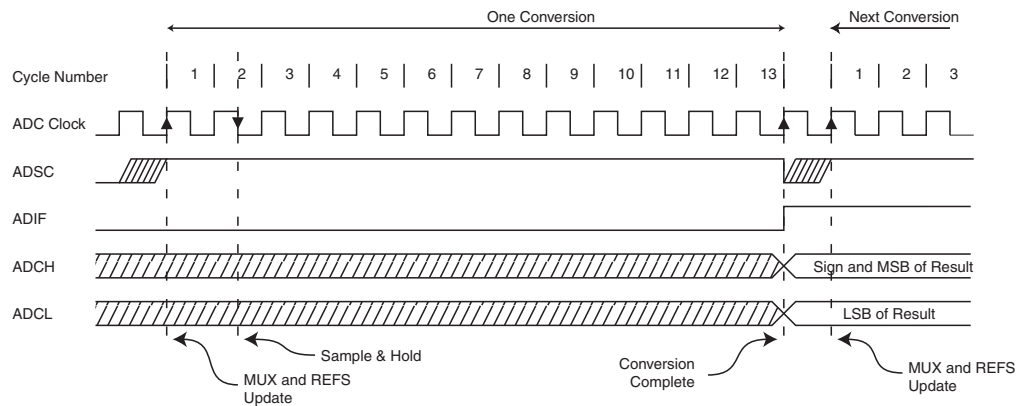 One Conversion
Next Conversion
Cycle Number 1 2 3 4 5 6 7 8 9 10 11 12 13 1 2 3
ADC Clock
ADSC
ADIF
ADCH Sign and MSB of Result
ADCL LSB of Result
Sample & Hold
MUX and REFS
Update
Conversion
Complete
MUX and REFS
Update